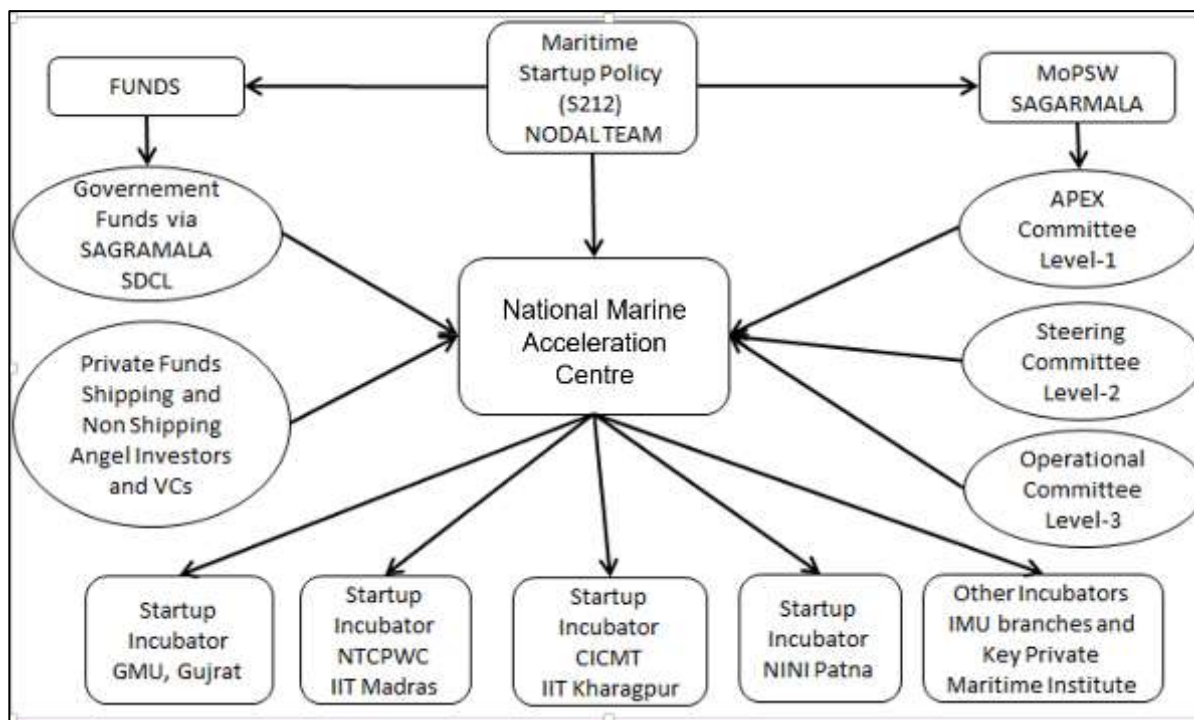 Maritime
Startup Policy
(S212)
NODAL TEAM
FUNDS
MoPSW
SAGARMALA
Governement
Funds via
SAGRAMALA
SDCL
APEX
Committee
Level-1
National Marine
Acceleration
Centre
Private Funds
Shipping and
Non Shipping
Angel Investors
and VCs
Steering
Committee
Level-2
Operational
Committee
Level-3
Startup
Incubator
GMU, Gujrat
Startup
Incubator
NTCPWC
IIT Madras
Startup
Incubator
CICMT
IIT Kharagpur
Startup
Incubator
NINI Patna
Other Incubators
IMU branches and
Key Private
Maritime Institute